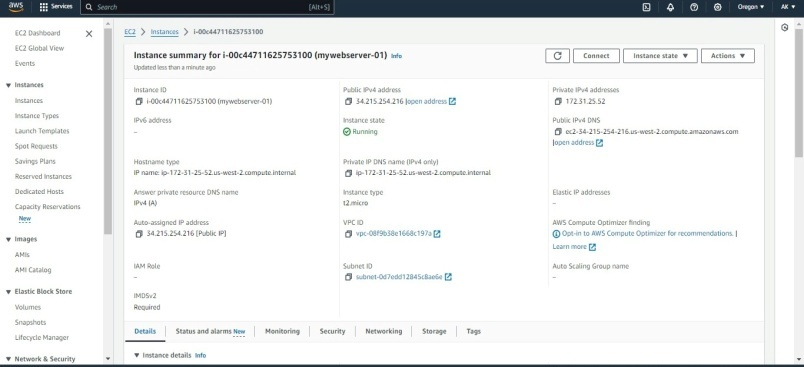 aws Services Search [Alt+S] Oregon AK
EC2 Dashboard
EC2 Global View
Events
Instances
Instances
Instance Types
Launch Templates
Spot Requests
Savings Plans
Reserved Instances
Dedicated Hosts
Capacity Reservations
New
Images
AMIs
AMI Catalog
Elastic Block Store
Volumes
Snapshots
Lifecycle Manager
Network & Security
EC2 > Instances > i-00c44711625753100
Instance summary for i-00c44711625753100 (mywebserver-01) Info
Connect Instance state Actions
Updated less than a minute ago
Instance ID
i-00c44711625753100 (mywebserver-01)
Public IPv4 address
34.215.254.216 |open address
Private IPv4 addresses
172.31.25.52
IPv6 address
–
Instance state
Running
Public IPv4 DNS
ec2-34-215-254-216.us-west-2.compute.amazonaws.com
|open address
Hostname type
IP name: ip-172-31-25-52.us-west-2.compute.internal
Private IP DNS name (IPv4 only)
ip-172-31-25-52.us-west-2.compute.internal
Answer private resource DNS name
IPv4 (A)
Instance type
t2.micro
Elastic IP addresses
–
Auto-assigned IP address
34.215.254.216 [Public IP]
VPC ID
vpc-08f9b38e1668c197a
AWS Compute Optimizer finding
Opt-in to AWS Compute Optimizer for recommendations. |
Learn more
IAM Role
–
Subnet ID
subnet-0d7edd12845c8ae6e
Auto Scaling Group name
–
IMDSv2
Required
Details Status and alarms New Monitoring Security Networking Storage Tags
Instance details Info